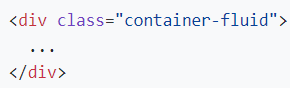 <div class="container-fluid">
  ...
</div>